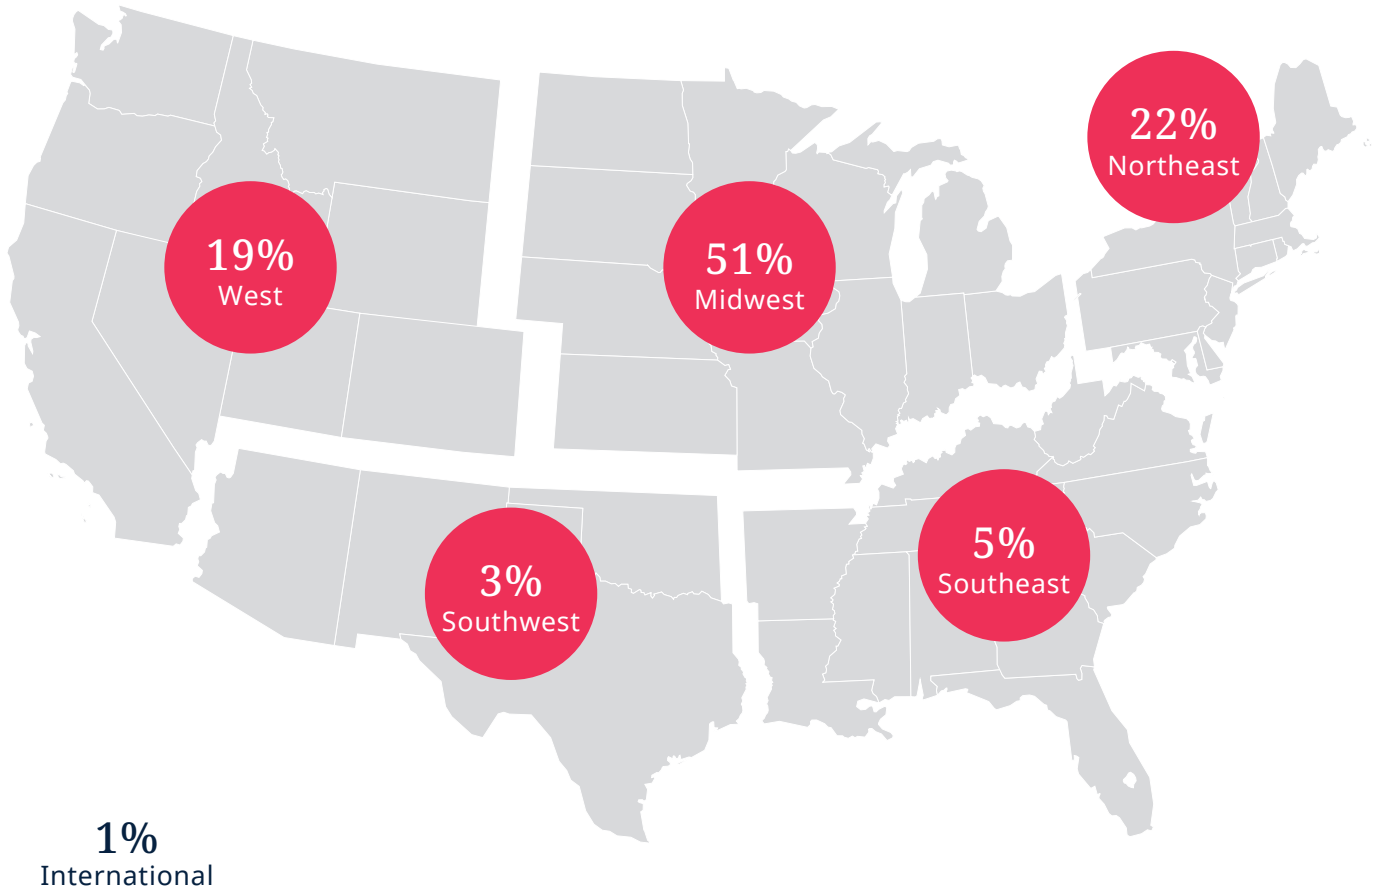 22%
Northeast
19%
West
51%
Midwest
3%
Southwest
5%
Southeast
1%
International